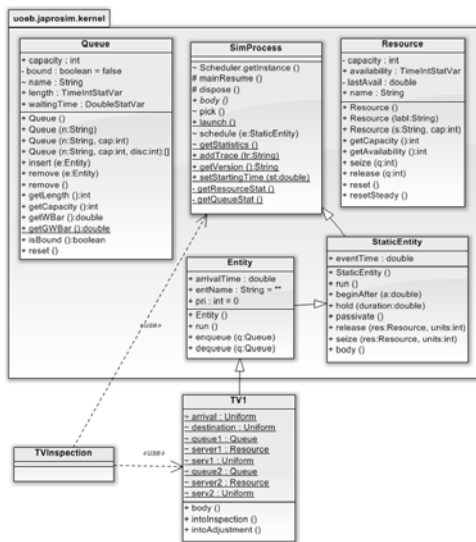 uoeb.japrosim.kernel
Queue
+ capacity : int
- bound : boolean = false
~ name : String
+ length : TimeIntStatVar
+ waitingTime : DoubleStatVar
+ Queue ()
+ Queue (n:String)
+ Queue (n:String, cap:int)
+ Queue (n:String, cap:int, disc:int):[]
+ insert (e:Entity)
+ remove (e:Entity)
+ remove ()
+ getLength ():int
+ getCapacity ():int
+ getWBar ():double
+ getGWBar ():double
+ isBound ():boolean
+ reset ()
SimProcess
~ Scheduler.getInstance ()
# mainResume ()
# dispose ()
+ body ()
~ pick ()
+ launch ()
~ schedule (e:StaticEntity)
~ getStatistics ()
+ addTrace (tr:String)
+ getVersion ():String
+ setStartingTime (st:double)
- getResourceStat ()
- getQueueStat ()
Resource
- capacity : int
+ availability : TimeIntStatVar
- lastAvail : double
+ name : String
+ Resource ()
+ Resource (labl:String)
+ Resource (s:String, cap:int)
+ getCapacity ():int
+ getAvailability ():int
+ seize (q:int)
+ release (q:int)
+ reset ()
+ resetSteady ()
StaticEntity
+ eventTime : double
+ StaticEntity ()
+ run ()
+ beginAfter (a:double)
+ hold (duration:double)
+ passivate ()
+ release (res:Resource, units:int)
+ seize (res:Resource, units:int)
+ body ()
Entity
+ arrivalTime : double
+ entName : String = ""
+ pri : int = 0
+ Entity ()
+ run ()
+ enqueue (q:Queue)
+ dequeue (q:Queue)
«use»
TV1
~ arrival : Uniform
~ destination : Uniform
~ queue1 : Queue
~ server1 : Resource
~ serv1 : Uniform
~ queue2 : Queue
~ server2 : Resource
~ serv2 : Uniform
+ body ()
+ intoInspection ()
+ intoAdjustment ()
TVInspection
«use»